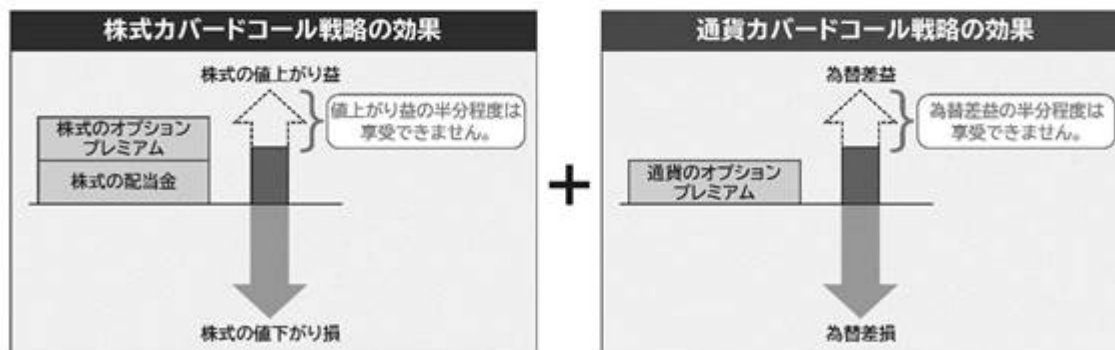 株式カバードコール戦略の効果
株式の値上がり益
値上がり益の半分程度は
享受できません。
株式のオプション
プレミアム
株式の配当金
株式の値下がり損
+
通貨カバードコール戦略の効果
為替差益
為替差益の半分程度は
享受できません。
通貨のオプション
プレミアム
為替差損